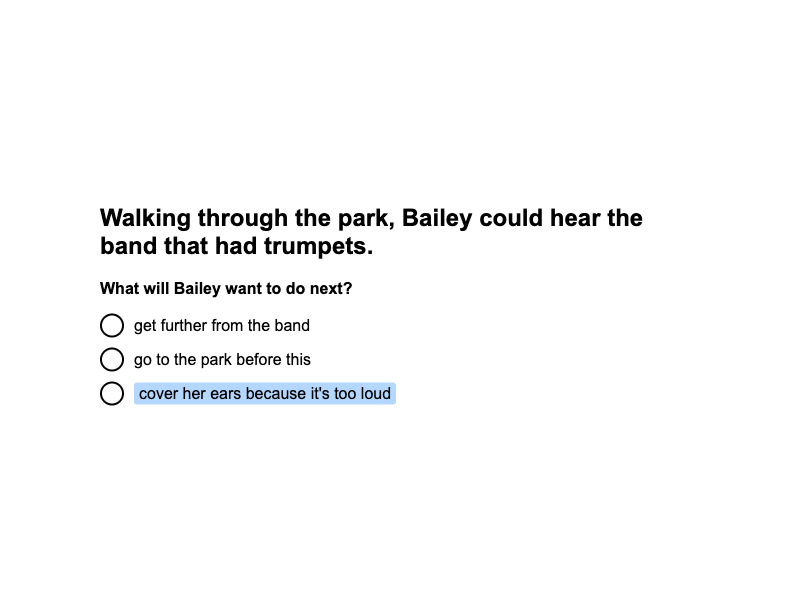 Walking through the park, Bailey could hear the
band that had trumpets.
What will Bailey want to do next?
get further from the band
go to the park before this
cover her ears because it's too loud